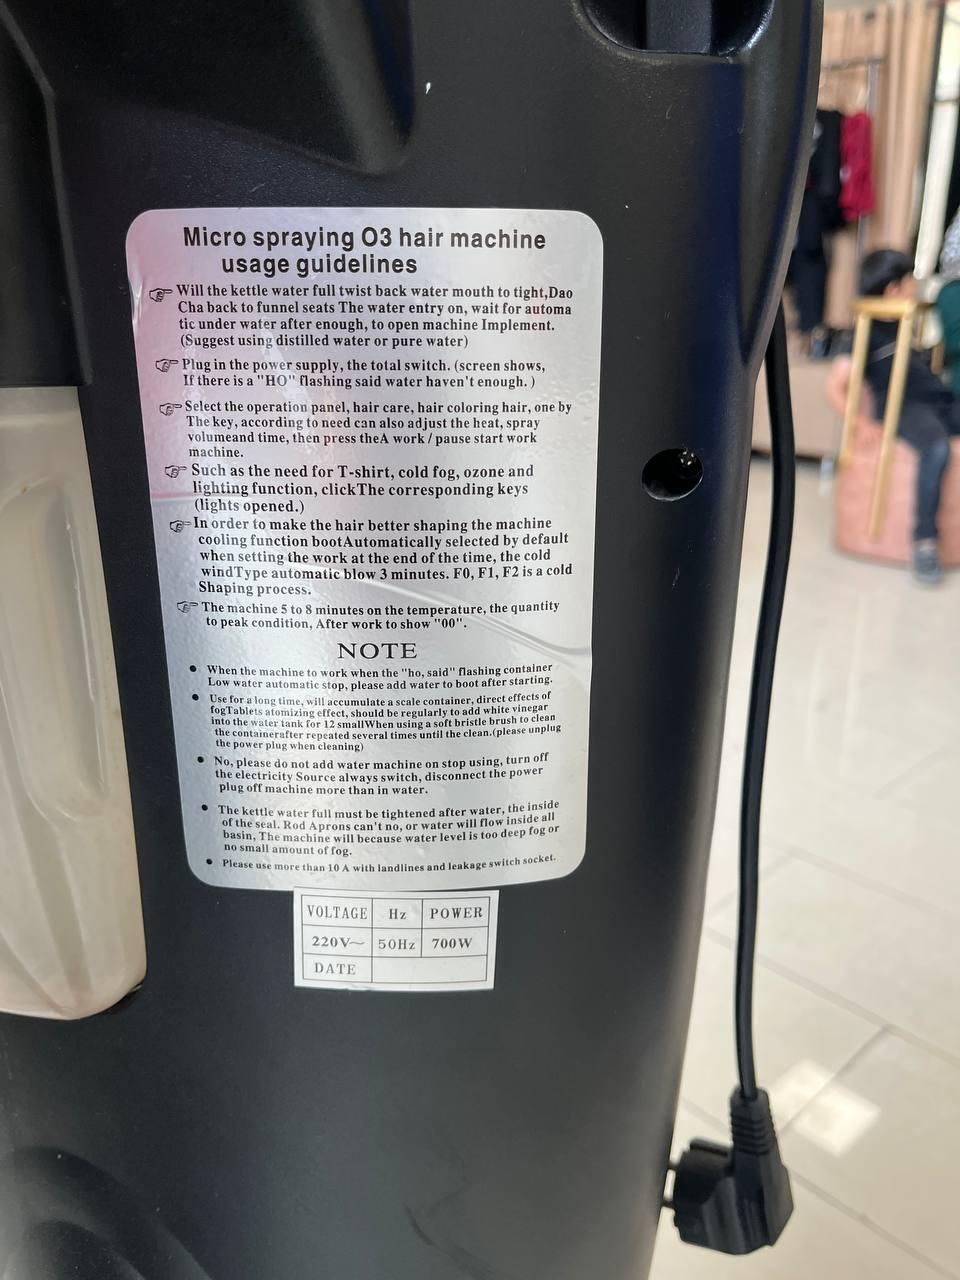 Micro spraying O3 hair machine
usage guidelines
Will the kettle water full twist back water mouth to tight,Dao
Cha back to funnel seats The water entry on, wait for automa
tic under water after enough, to open machine Implement.
(Suggest using distilled water or pure water)
Plug in the power supply, the total switch. (screen shows,
If there is a "HO" flashing said water haven't enough. )
Select the operation panel, hair care, hair coloring hair, one by
The key, according to need can also adjust the heat, spray
volumeand time, then press theA work / pause start work
machine.
Such as the need for T-shirt, cold fog, ozone and
lighting function, clickThe corresponding keys
(lights opened.)
In order to make the hair better shaping the machine
cooling function bootAutomatically selected by default
when setting the work at the end of the time, the cold
windType automatic blow 3 minutes. F0, F1, F2 is a cold
Shaping process.
The machine 5 to 8 minutes on the temperature, the quantity
to peak condition, After work to show "00".
NOTE
• When the machine to work when the "ho, said" flashing container
Low water automatic stop, please add water to boot after starting.
• Use for a long time, will accumulate a scale container, direct effects of
fogTablets atomizing effect, should be regularly to add white vinegar
into the water tank for 12 smallWhen using a soft bristle brush to clean
the containerafter repeated several times until the clean.(please unplug
the power plug when cleaning)
• No, please do not add water machine on stop using, turn off
the electricity Source always switch, disconnect the power
plug off machine more than in water.
• The kettle water full must be tightened after water, the inside
of the seal. Rod Aprons can't no, or water will flow inside all
basin, The machine will because water level is too deep fog or
no small amount of fog.
• Please use more than 10 A with landlines and leakage switch socket.
VOLTAGE Hz POWER
220V~ 50Hz 700W
DATE